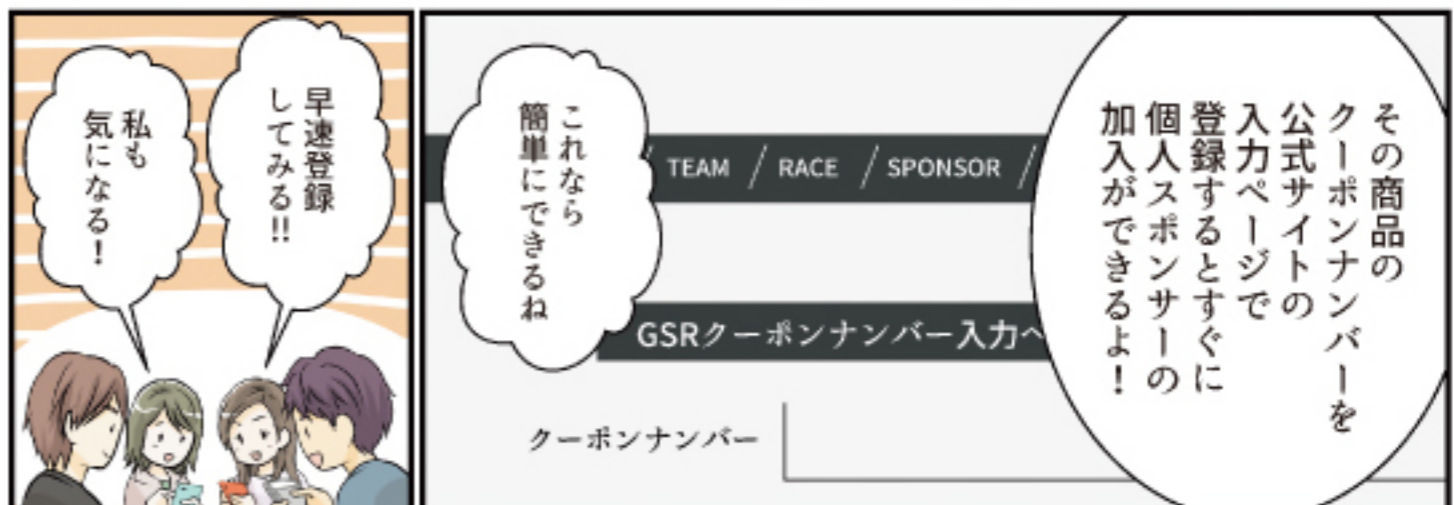 その商品の
クーポンナンバーを
公式サイトの
入力ページで
登録するとすぐに
個人スポンサーの
加入ができるよ！
TEAM / RACE / SPONSOR /
これなら
簡単にできるね
GSRクーポンナンバー入力ペ
クーポンナンバー
早速登録
してみる!!
私も
気になる！